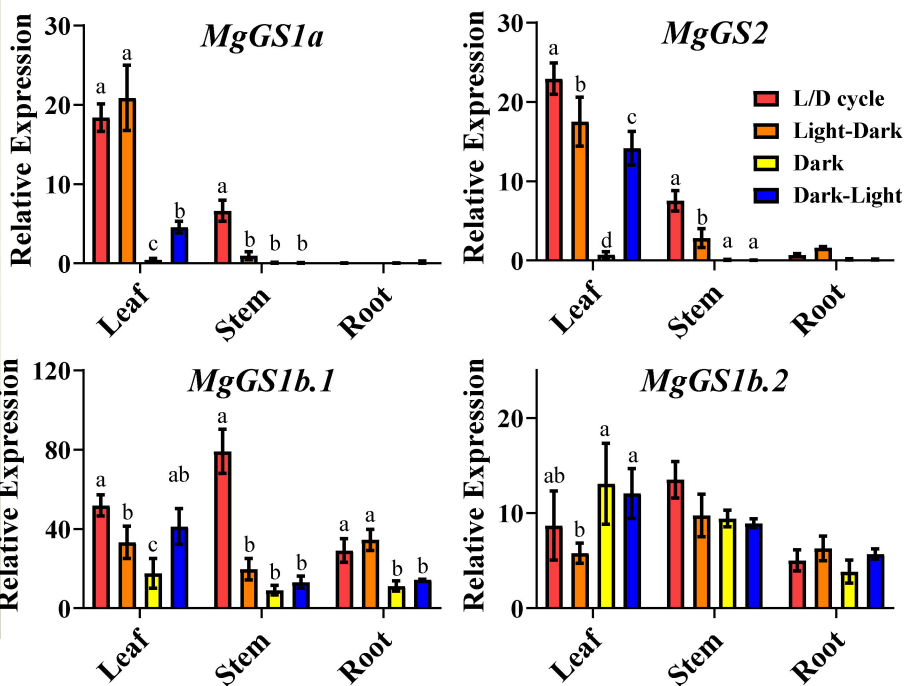 MgGS1a
Relative Expression
30
20
10
0
a
a
c
b
a
b
b
b
Leaf
Stem
Root
MgGS2
Relative Expression
30
20
10
0
a
b
d
c
a
b
a
a
Leaf
Stem
Root
L/D cycle
Light-Dark
Dark
Dark-Light
MgGS1b.1
Relative Expression
120
80
40
0
a
b
c
ab
a
b
b
b
a
a
b
b
Leaf
Stem
Root
MgGS1b.2
Relative Expression
20
10
0
ab
b
a
a
Leaf
Stem
Root